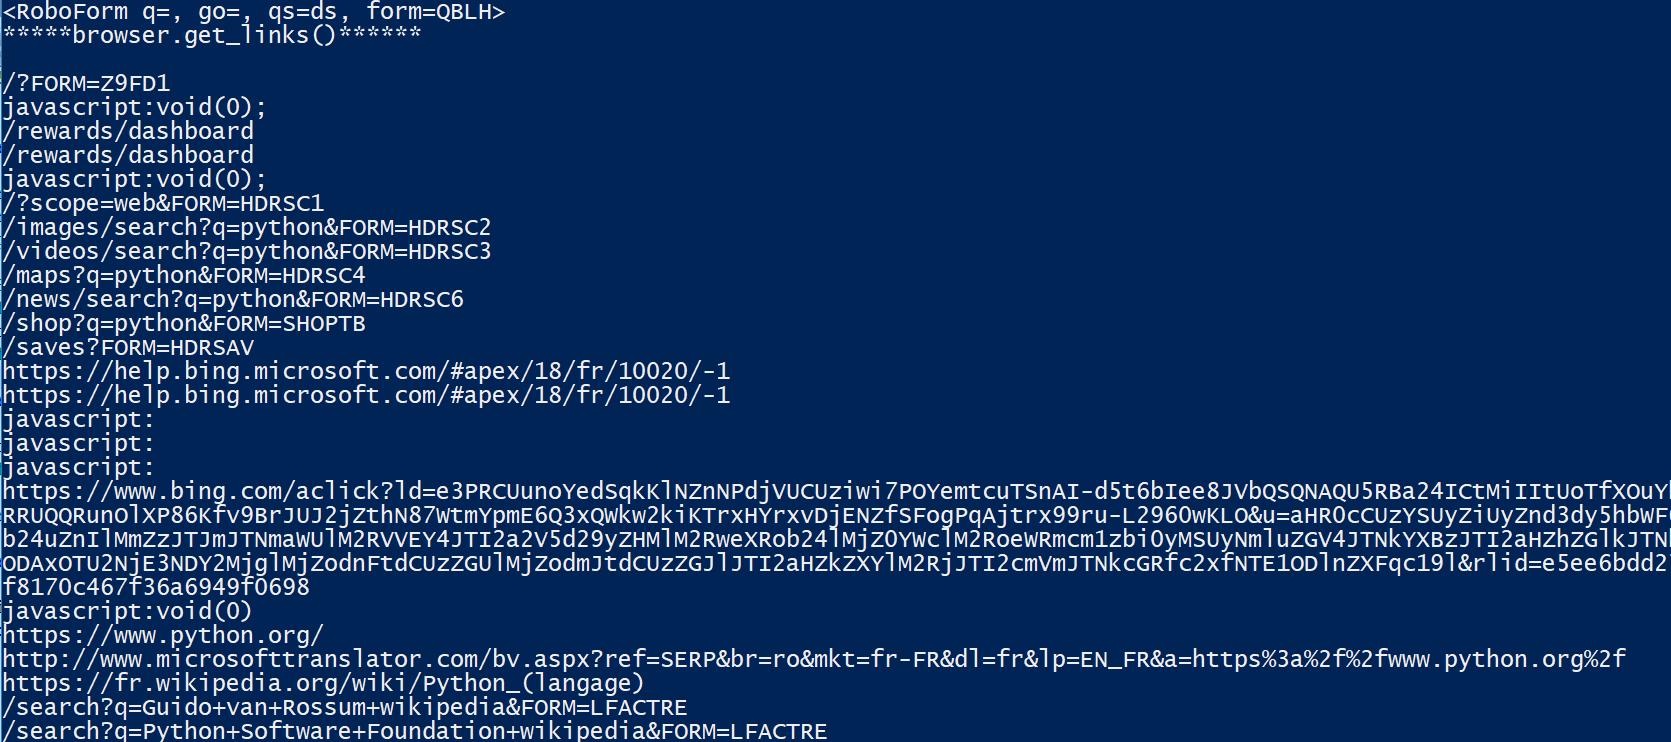 <RoboForm q=, go=, qs=ds, form=QBLH>
*****browser.get_links()******
/?FORM=Z9FD1
javascript:void(0);
/rewards/dashboard
/rewards/dashboard
javascript:void(0);
/?scope=web&FORM=HDRSC1
/images/search?q=python&FORM=HDRSC2
/videos/search?q=python&FORM=HDRSC3
/maps?q=python&FORM=HDRSC4
/news/search?q=python&FORM=HDRSC6
/shop?q=python&FORM=SHOPTB
/saves?FORM=HDRSAV
https://help.bing.microsoft.com/#apex/18/fr/10020/-1
https://help.bing.microsoft.com/#apex/18/fr/10020/-1
javascript:
javascript:
javascript:
https://www.bing.com/aclick?ld=e3PRCUunoYedSqkKlNZnNPdjVUCUziwi7POYemtcuTSnAI-d5t6bIee8JVbQSQNAQU5RBa24ICtMiIItUoTfXOuY
RRUQQRunOlXP86Kfv9BrJUJ2jZthN87WtmYpmE6Q3xQWkw2kiKTrxHYrxvDjENZfSFogPqAjtrx99ru-L296OwKLO&u=aHR0cCUzYSUyZiUyZnd3dy5hbWF
b24uZnIlMmZzJTJmJTNmaWUlM2RVVEY4JTI2a2V5d29yZHMlM2RweXRob24lMjZ0YWclM2RoeWRmcm1zbi0yMSUyNmluZGV4JTNkYXBzJTI2aHZhZGlkJTN
ODAxOTU2NjE3NDY2MjglMjZodnFtdCUzZGUlMjZodmJtdCUzZGJlJTI2aHZkZXYlM2RjJTI2cmVmJTNkcGRfc2xfNTE1ODlnZXFqc19l&rlid=e5ee6bdd2
f8170c467f36a6949f0698
javascript:void(0)
https://www.python.org/
http://www.microsofttranslator.com/bv.aspx?ref=SERP&br=ro&mkt=fr-FR&dl=fr&lp=EN_FR&a=https%3a%2f%2fwww.python.org%2f
https://fr.wikipedia.org/wiki/Python_(langage)
/search?q=Guido+van+Rossum+wikipedia&FORM=LFACTRE
/search?q=Python+Software+Foundation+wikipedia&FORM=LFACTRE